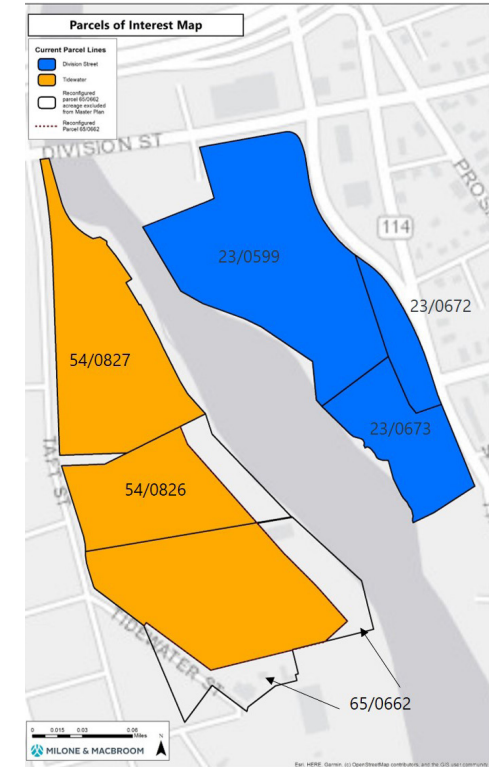 Parcels of Interest Map
Current Parcel Lines
Division Street
Tidewater
Reconfigured
parcel 65/0662
acreage excluded
from Master Plan
Reconfigured
Parcel 65/0662
DIVISION ST
114
23/0599
23/0672
54/0827
23/0673
TAFT ST
54/0826
TIDEWATER ST
65/0662
0 0.015 0.03 0.06
Miles
N
MILONE & MACBROOM
Esri, HERE, Garmin, (c) OpenStreetMap contributors, and the GIS user community